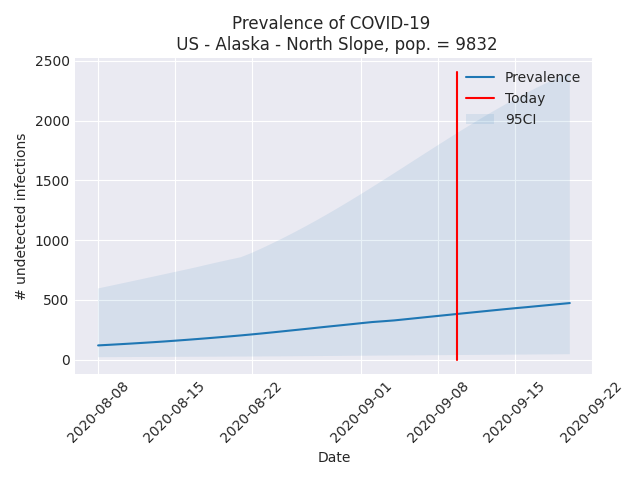 Prevalence of COVID-19
US - Alaska - North Slope, pop. = 9832
2500
2000
1500
1000
500
0
# undetected infections
Prevalence
Today
95CI
2020-08-08
2020-08-15
2020-08-22
2020-09-01
2020-09-08
2020-09-15
2020-09-22
Date